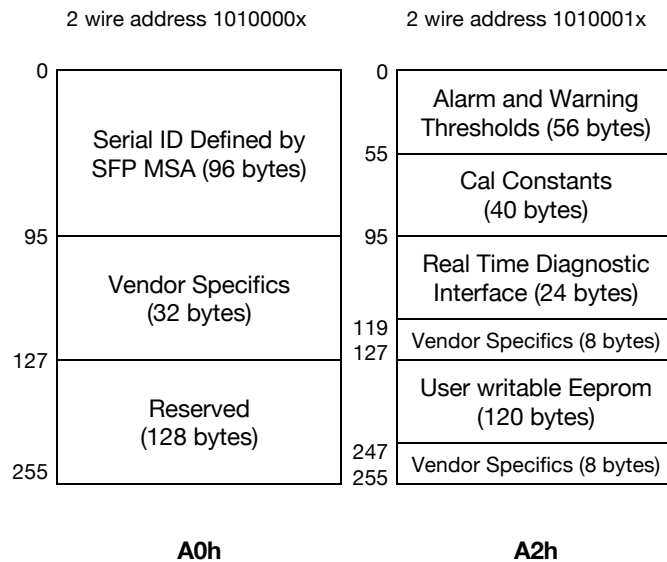 2 wire address 1010000x
0
Serial ID Defined by
SFP MSA (96 bytes)
95
Vendor Specifics
(32 bytes)
127
Reserved
(128 bytes)
255
A0h
2 wire address 1010001x
0
Alarm and Warning
Thresholds (56 bytes)
55
Cal Constants
(40 bytes)
95
Real Time Diagnostic
Interface (24 bytes)
119
Vendor Specifics (8 bytes)
127
User writable Eeprom
(120 bytes)
247
Vendor Specifics (8 bytes)
255
A2h